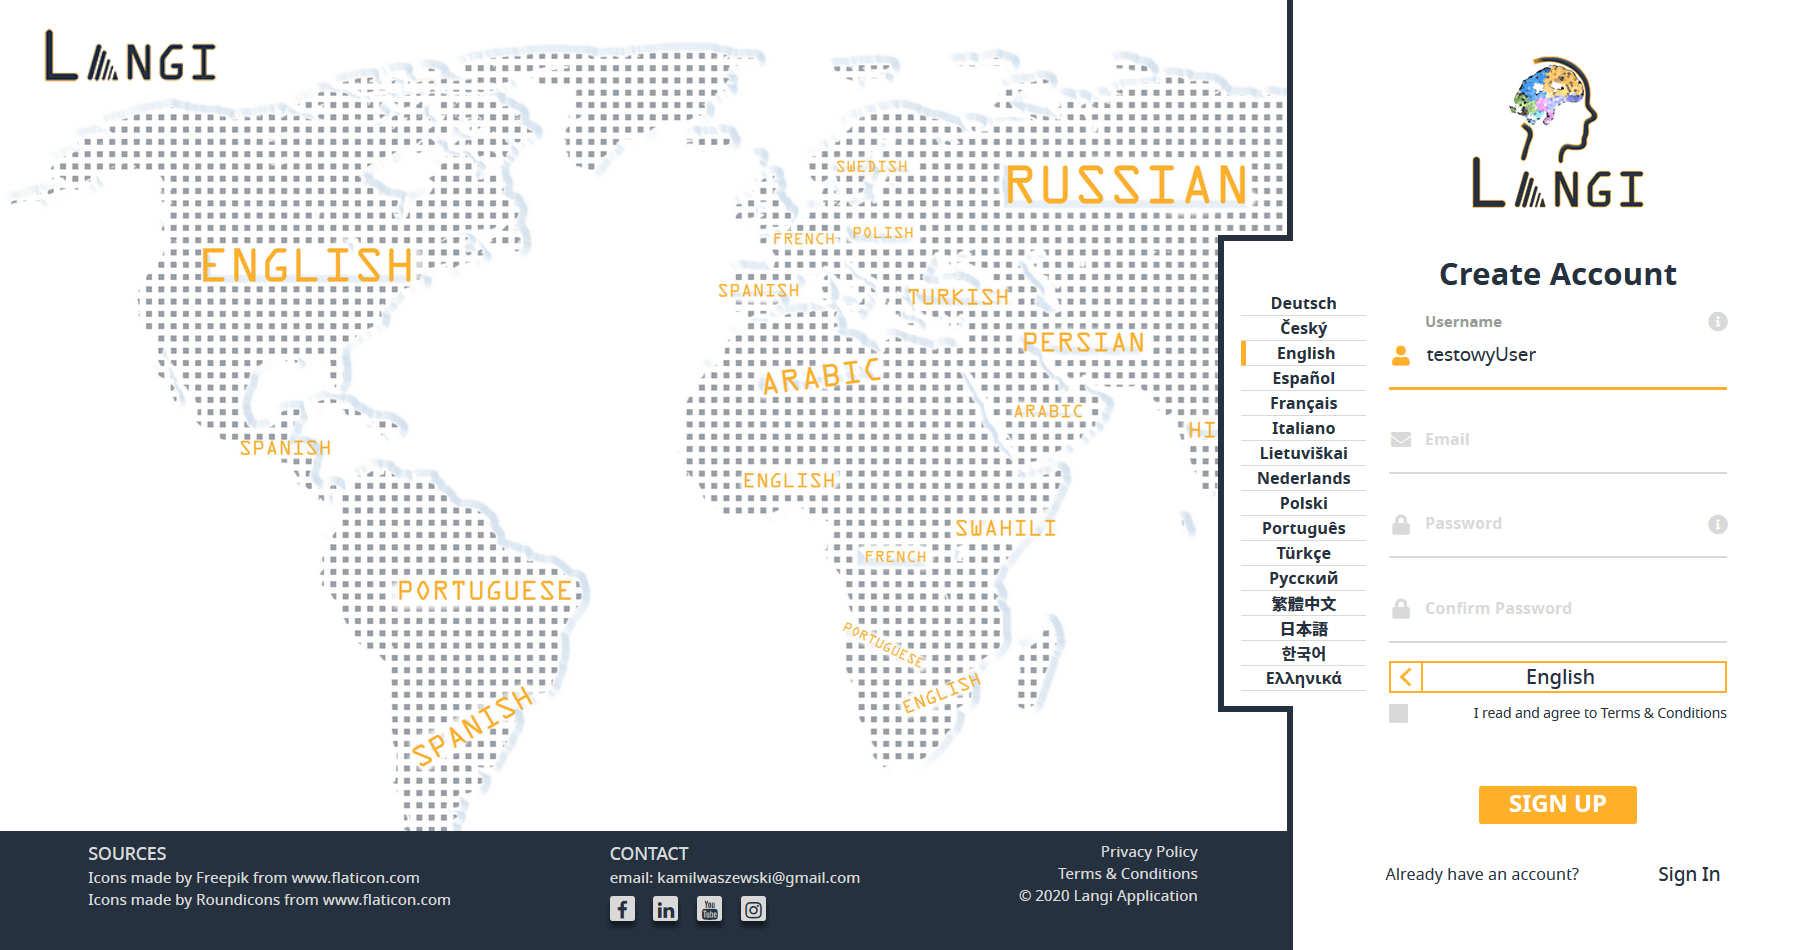 LANGI
SWEDISH
RUSSIAN
FRENCH
POLISH
ENGLISH
SPANISH
TURKISH
PERSIAN
ARABIC
ARABIC
HI
SPANISH
ENGLISH
SWAHILI
FRENCH
PORTUGUESE
PORTUGUESE
ENGLISH
SPANISH
Deutsch
Český
English
Español
Français
Italiano
Lietuviškai
Nederlands
Polski
Português
Türkçe
Русский
繁體中文
日本語
한국어
Ελληνικά
LANGI
Create Account
Username
testowyUser
Email
Password
Confirm Password
English
I read and agree to Terms & Conditions
SIGN UP
Already have an account?
Sign In
SOURCES
Icons made by Freepik from www.flaticon.com
Icons made by Roundicons from www.flaticon.com
CONTACT
email: kamilwaszewski@gmail.com
f
in
You
Tube
Privacy Policy
Terms & Conditions
© 2020 Langi Application